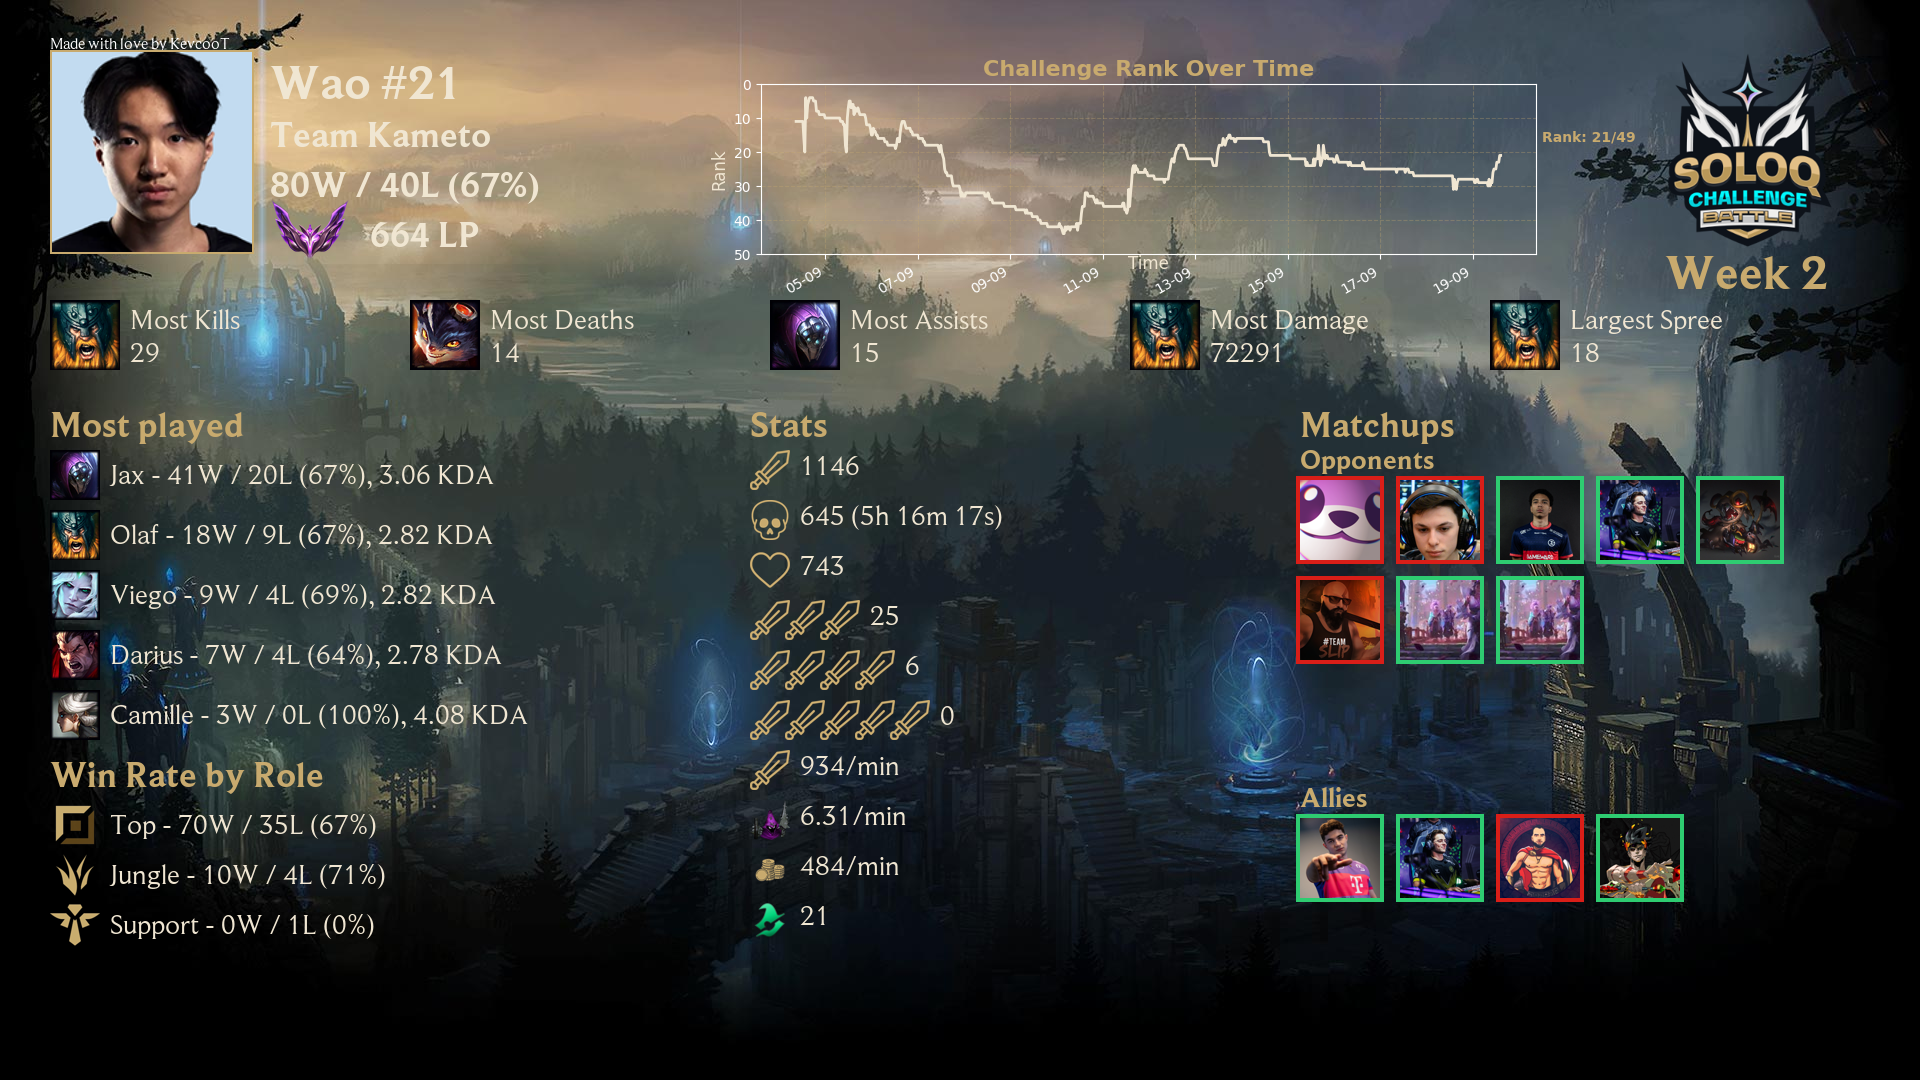 Made with love by KevcooT
Wao #21
Team Kameto
80W / 40L (67%)
664 LP
Challenge Rank Over Time
Rank
0
10
20
30
40
50
05-09
07-09
09-09
11-09
13-09
15-09
17-09
19-09
Time
Rank: 21/49
SOLOQ
CHALLENGE
BATTLE
Week 2
Most Kills
29
Most Deaths
14
Most Assists
15
Most Damage
72291
Largest Spree
18
Most played
Jax - 41W / 20L (67%), 3.06 KDA
Olaf - 18W / 9L (67%), 2.82 KDA
Viego - 9W / 4L (69%), 2.82 KDA
Darius - 7W / 4L (64%), 2.78 KDA
Camille - 3W / 0L (100%), 4.08 KDA
Win Rate by Role
Top - 70W / 35L (67%)
Jungle - 10W / 4L (71%)
Support - 0W / 1L (0%)
Stats
1146
645 (5h 16m 17s)
743
25
6
0
934/min
6.31/min
484/min
21
Matchups
Opponents
#TEAM
SLIP
Allies
T